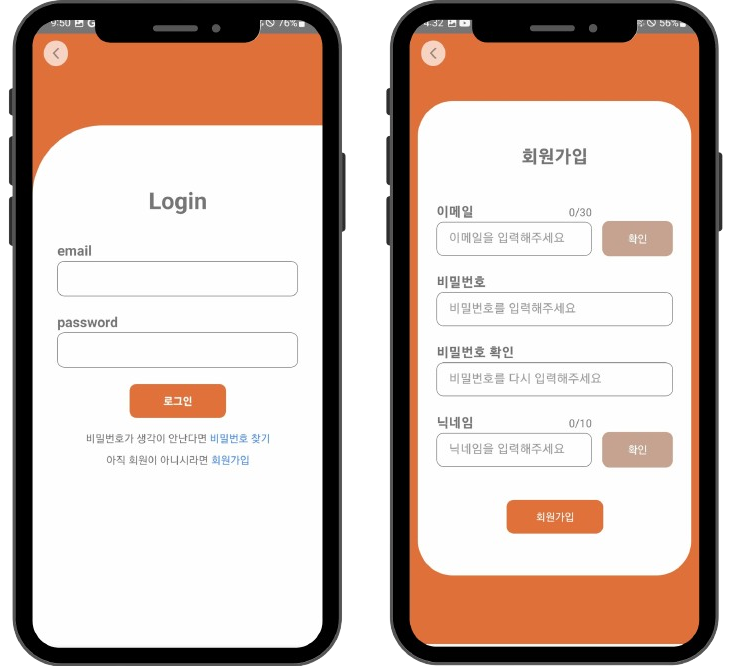 9:50
76%
Login
email
password
로그인
비밀번호가 생각이 안난다면 비밀번호 찾기
아직 회원이 아니시라면 회원가입
4:32
56%
회원가입
이메일 0/30
이메일을 입력해주세요 확인
비밀번호
비밀번호를 입력해주세요
비밀번호 확인
비밀번호를 다시 입력해주세요
닉네임 0/10
닉네임을 입력해주세요 확인
회원가입